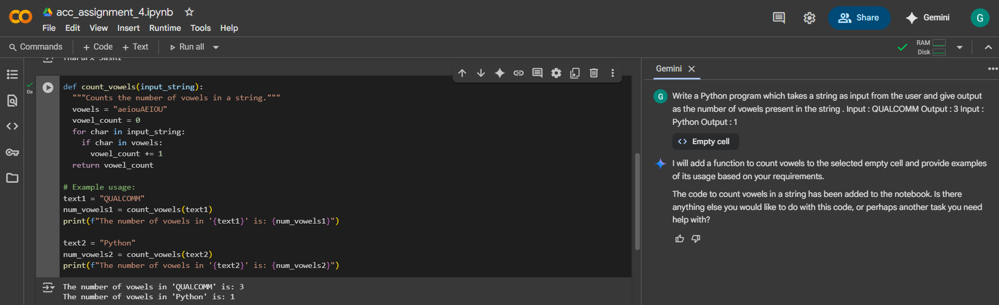 acc_assignment_4.ipynb
File Edit View Insert Runtime Tools Help
Share
Gemini
G
Commands
+ Code + Text
Run all
RAM
Disk
0s
def count_vowels(input_string):
  """Counts the number of vowels in a string."""
  vowels = "aeiouAEIOU"
  vowel_count = 0
  for char in input_string:
    if char in vowels:
      vowel_count += 1
  return vowel_count

# Example usage:
text1 = "QUALCOMM"
num_vowels1 = count_vowels(text1)
print(f"The number of vowels in '{text1}' is: {num_vowels1}")

text2 = "Python"
num_vowels2 = count_vowels(text2)
print(f"The number of vowels in '{text2}' is: {num_vowels2}")
The number of vowels in 'QUALCOMM' is: 3
The number of vowels in 'Python' is: 1
Gemini
G
Write a Python program which takes a string as input from the user and give output
as the number of vowels present in the string . Input : QUALCOMM Output : 3 Input :
Python Output : 1
<> Empty cell
I will add a function to count vowels to the selected empty cell and provide examples
of its usage based on your requirements.
The code to count vowels in a string has been added to the notebook. Is there
anything else you would like to do with this code, or perhaps another task you need
help with?